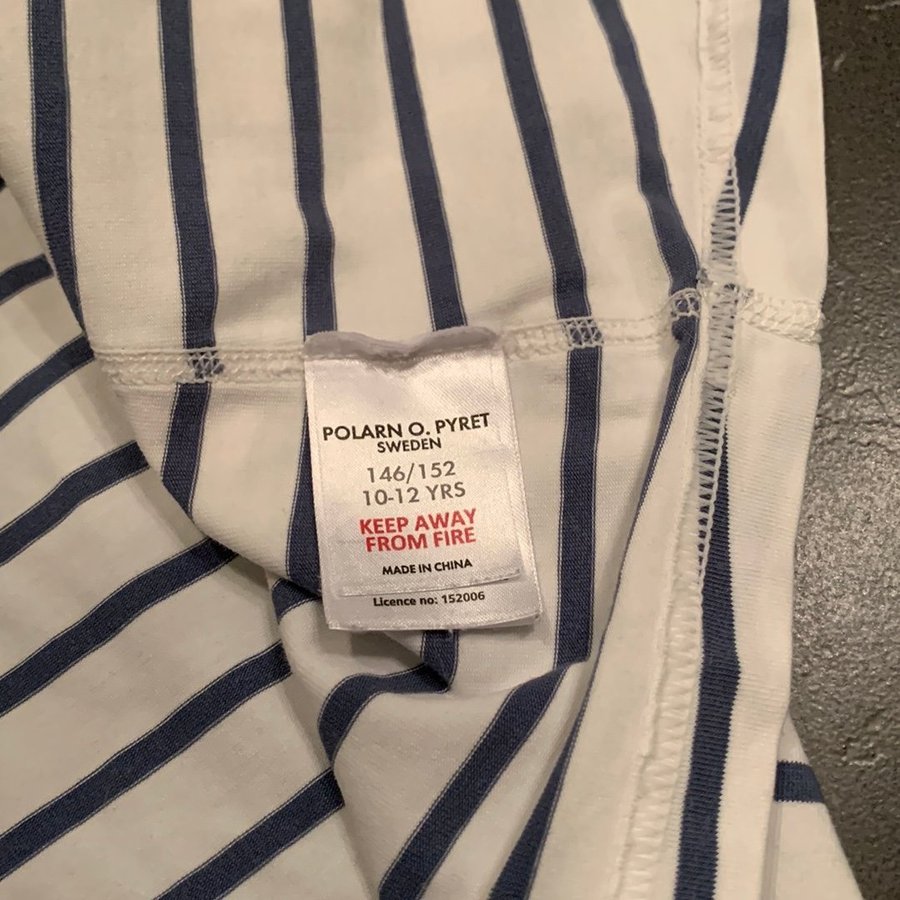 POLARN O. PYRET
SWEDEN
146/152
10-12 YRS
KEEP AWAY
FROM FIRE
MADE IN CHINA
Licence no: 152006